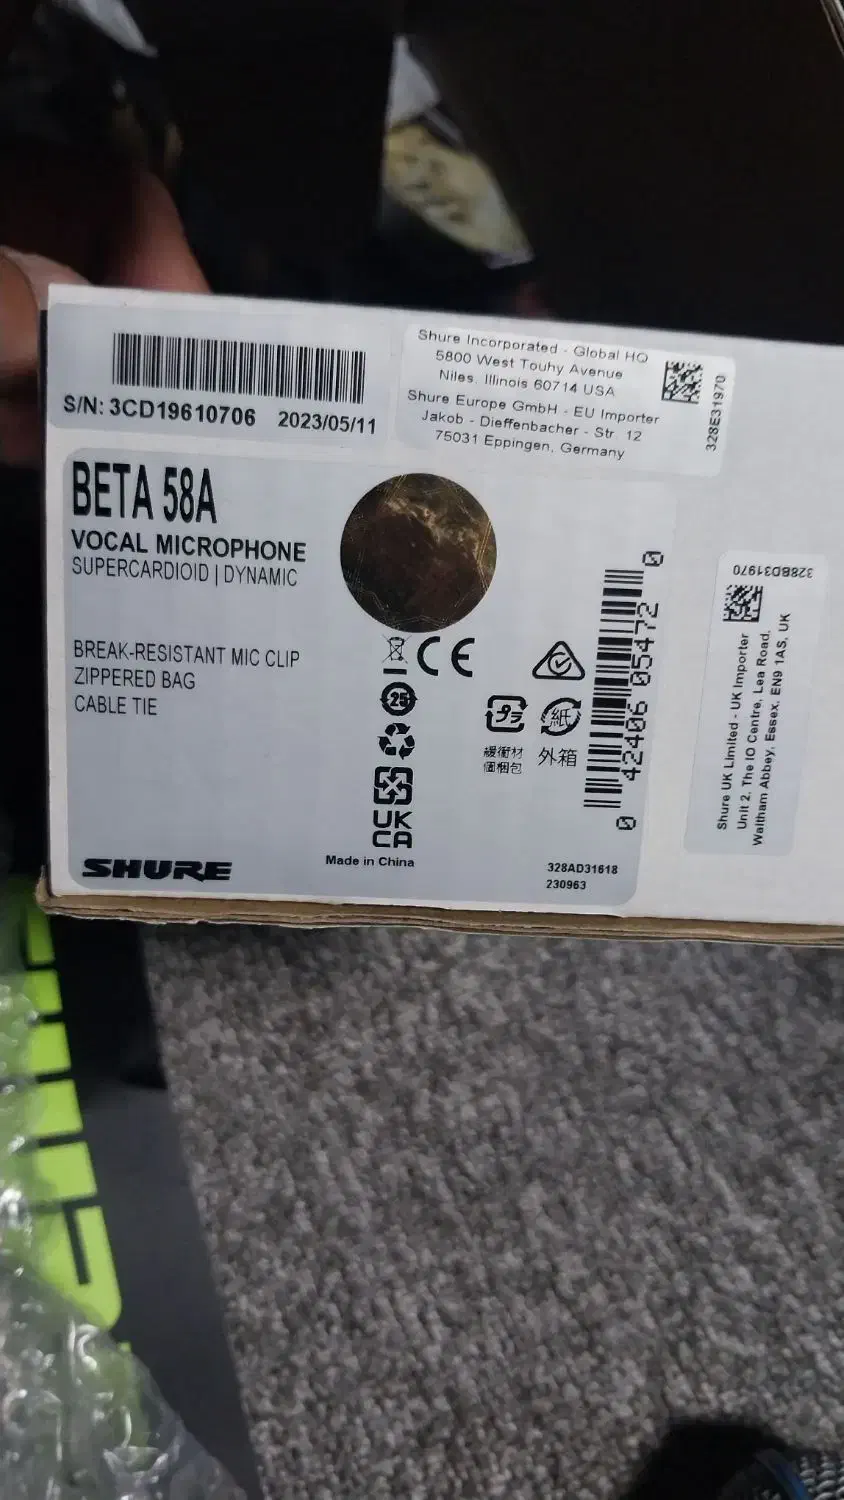 S/N: 3CD19610706 2023/05/11
Shure Incorporated - Global HQ
5800 West Touhy Avenue
Niles, Illinois 60714 USA
Shure Europe GmbH - EU Importer
Jakob - Dieffenbacher - Str. 12
75031 Eppingen, Germany
328E31970
BETA 58A
VOCAL MICROPHONE
SUPERCARDIOID | DYNAMIC
BREAK-RESISTANT MIC CLIP
ZIPPERED BAG
CABLE TIE
CE
25
プラ
紙
緩衝材
個梱包
外箱
UK
CA
Made in China
SHURE
328AD31618
230963
0 42406 05472 0
328BD31970
Shure UK Limited - UK Importer
Unit 2, The IO Centre, Lea Road,
Waltham Abbey, Essex, EN9 1AS, UK